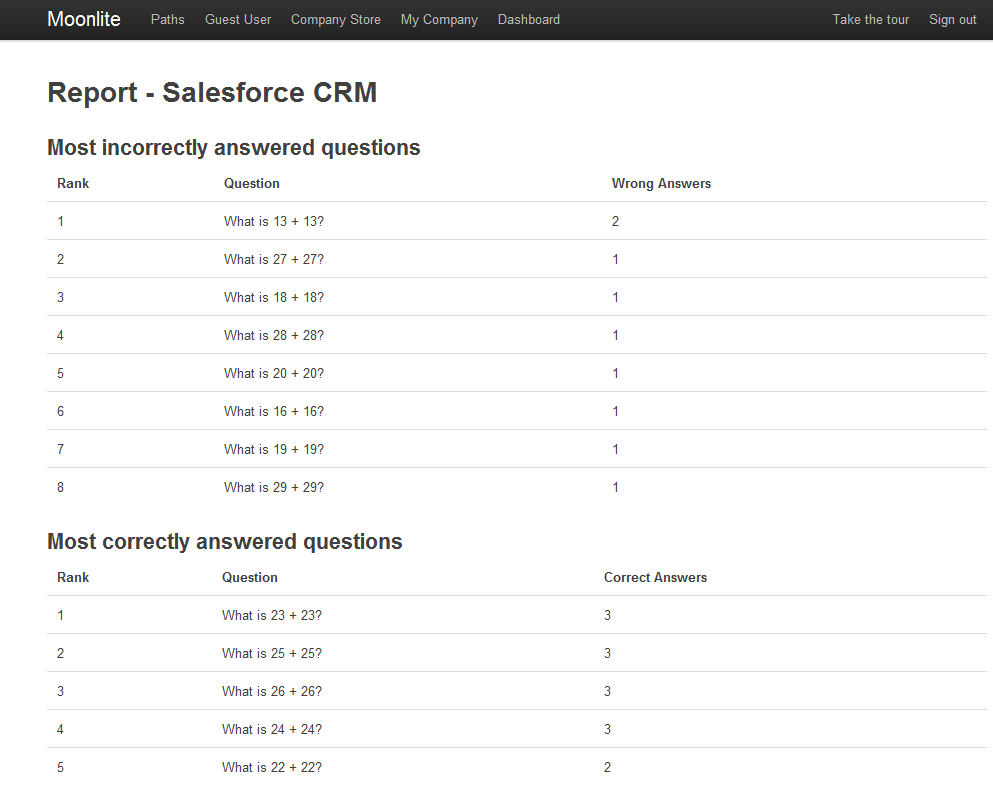 Moonlite Paths Guest User Company Store My Company Dashboard Take the tour Sign out
Report - Salesforce CRM
Most incorrectly answered questions
Rank Question Wrong Answers
1 What is 13 + 13? 2
2 What is 27 + 27? 1
3 What is 18 + 18? 1
4 What is 28 + 28? 1
5 What is 20 + 20? 1
6 What is 16 + 16? 1
7 What is 19 + 19? 1
8 What is 29 + 29? 1
Most correctly answered questions
Rank Question Correct Answers
1 What is 23 + 23? 3
2 What is 25 + 25? 3
3 What is 26 + 26? 3
4 What is 24 + 24? 3
5 What is 22 + 22? 2